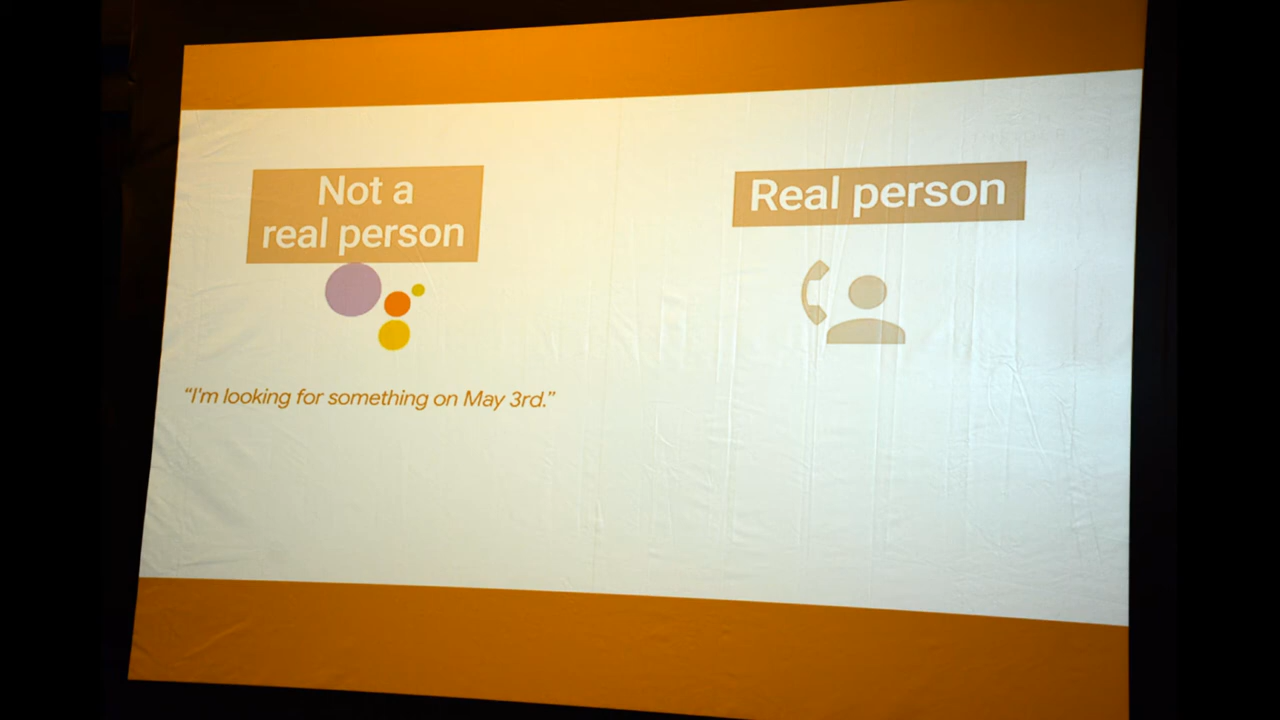 Not a
real person
Real person
“I'm looking for something on May 3rd.”